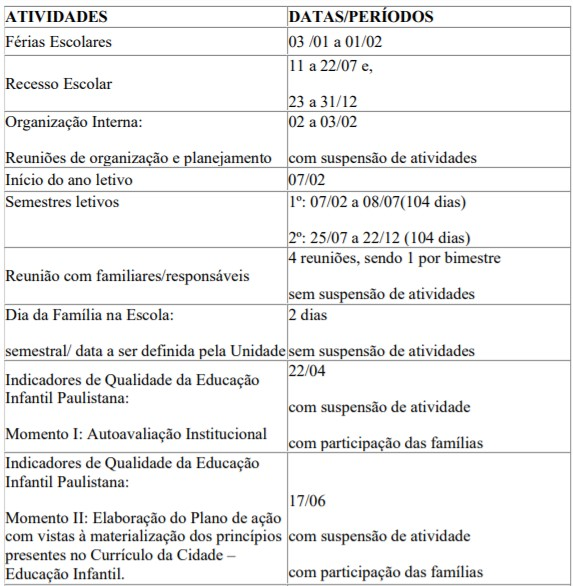 ATIVIDADES DATAS/PERÍODOS
Férias Escolares 03 /01 a 01/02
Recesso Escolar
11 a 22/07 e,
23 a 31/12
Organização Interna:
Reuniões de organização e planejamento
02 a 03/02
com suspensão de atividades
Início do ano letivo 07/02
Semestres letivos
1º: 07/02 a 08/07(104 dias)
2º: 25/07 a 22/12 (104 dias)
Reunião com familiares/responsáveis
4 reuniões, sendo 1 por bimestre
sem suspensão de atividades
Dia da Família na Escola:
semestral/ data a ser definida pela Unidade
2 dias
sem suspensão de atividades
Indicadores de Qualidade da Educação
Infantil Paulistana:
Momento I: Autoavaliação Institucional
22/04
com suspensão de atividade
com participação das famílias
Indicadores de Qualidade da Educação
Infantil Paulistana:
Momento II: Elaboração do Plano de ação
com vistas à materialização dos princípios
presentes no Currículo da Cidade –
Educação Infantil.
17/06
com suspensão de atividade
com participação das famílias